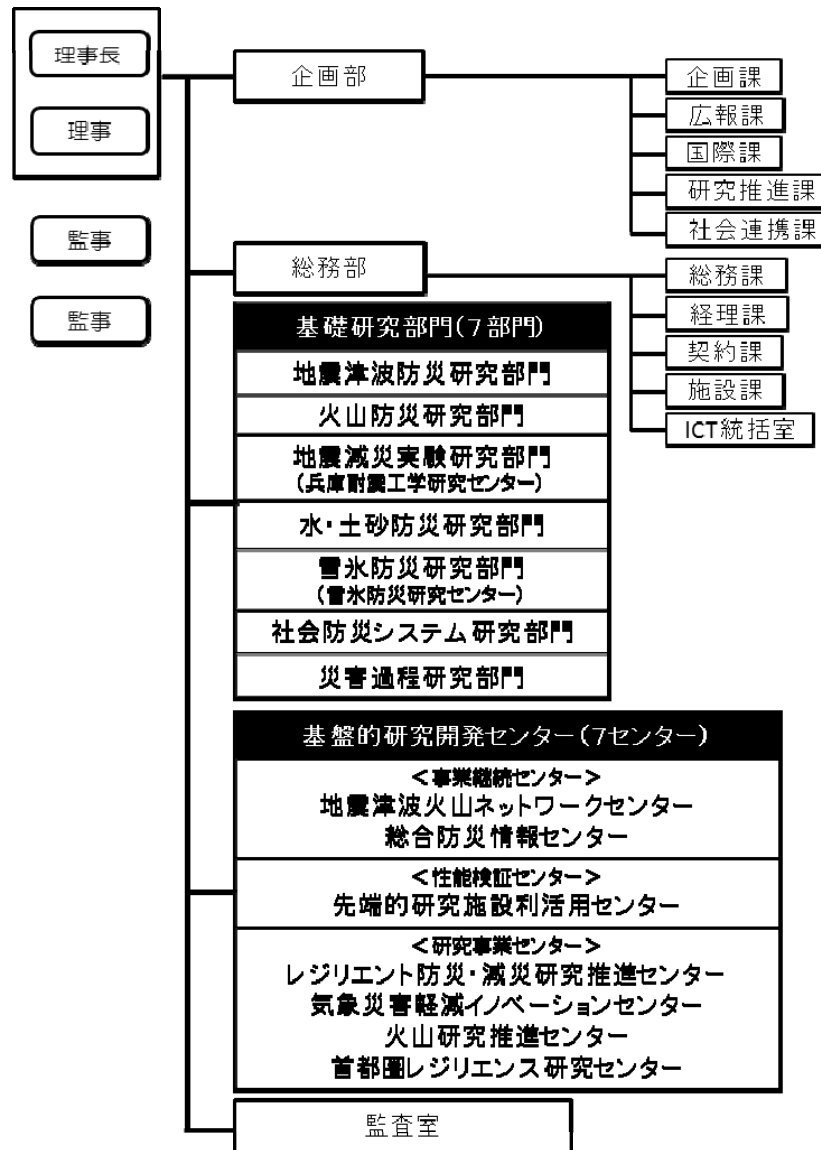 理事長
理事
監事
監事
企画部
企画課
広報課
国際課
研究推進課
社会連携課
総務部
総務課
経理課
契約課
施設課
ICT統括室
基礎研究部門(7部門)
地震津波防災研究部門
火山防災研究部門
地震減災実験研究部門
(兵庫耐震工学研究センター)
水・土砂防災研究部門
雪氷防災研究部門
(雪氷防災研究センター)
社会防災システム研究部門
災害過程研究部門
基盤的研究開発センター(7センター)
<事業継続センター>
地震津波火山ネットワークセンター
総合防災情報センター
<性能検証センター>
先端的研究施設利活用センター
<研究事業センター>
レジリエント防災・減災研究推進センター
気象災害軽減イノベーションセンター
火山研究推進センター
首都圏レジリエンス研究センター
監査室